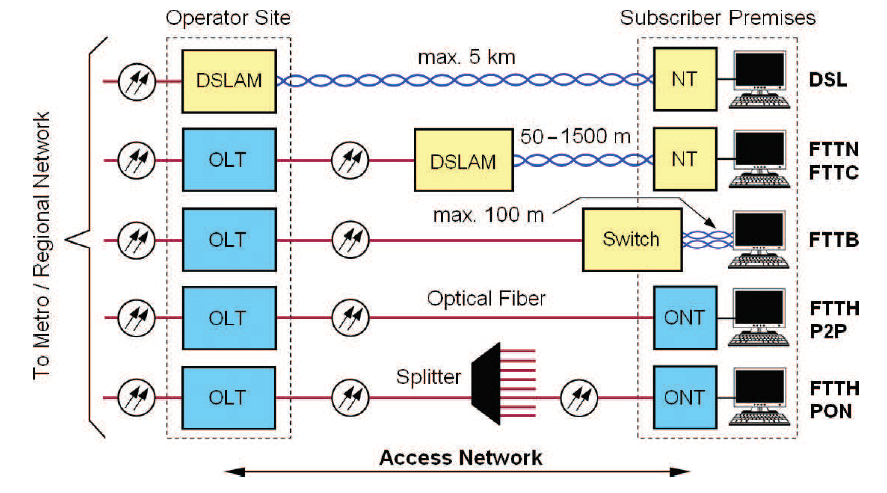 Operator Site
Subscriber Premises
To Metro / Regional Network
max. 5 km
DSLAM
NT
DSL
50–1500 m
OLT
DSLAM
NT
FTTN
FTTC
max. 100 m
OLT
Switch
FTTB
Optical Fiber
OLT
ONT
FTTH
P2P
Splitter
OLT
ONT
FTTH
PON
Access Network